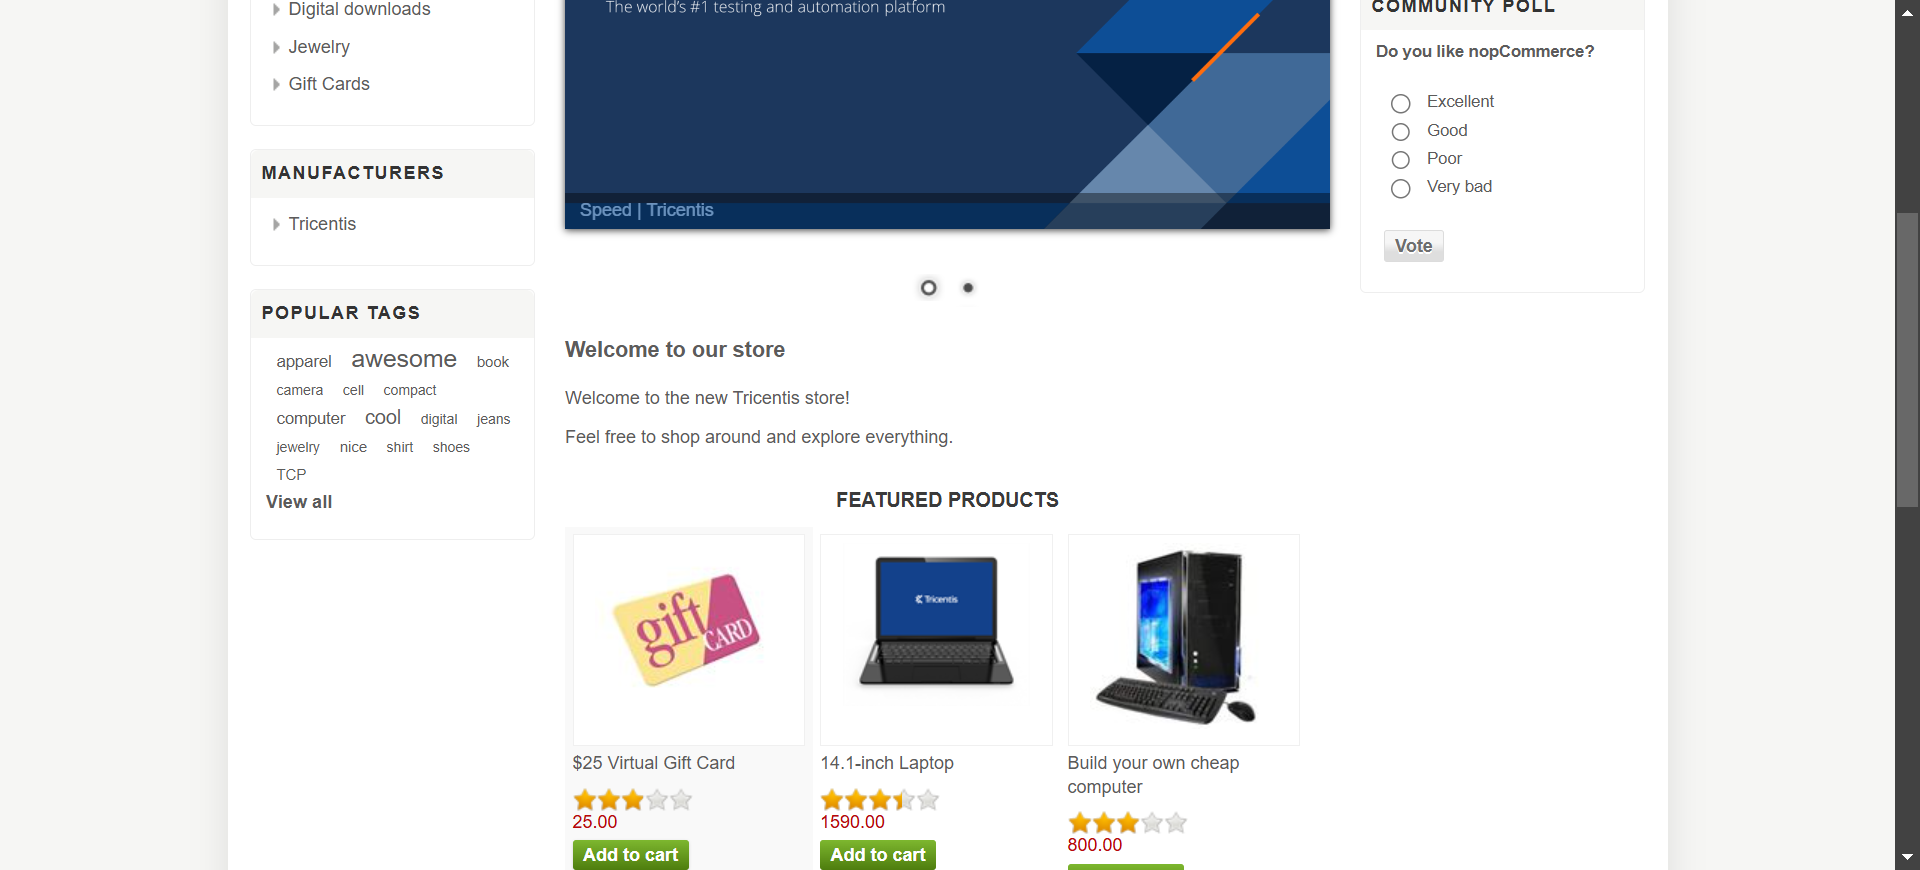 Digital downloads
Jewelry
Gift Cards
MANUFACTURERS
Tricentis
POPULAR TAGS
apparel awesome book
camera cell compact
computer cool digital jeans
jewelry nice shirt shoes
TCP
View all
The world's #1 testing and automation platform
Speed | Tricentis
Welcome to our store
Welcome to the new Tricentis store!
Feel free to shop around and explore everything.
FEATURED PRODUCTS
gift CARD
Tricentis
$25 Virtual Gift Card
25.00
Add to cart
14.1-inch Laptop
1590.00
Add to cart
Build your own cheap
computer
800.00
COMMUNITY POLL
Do you like nopCommerce?
Excellent
Good
Poor
Very bad
Vote